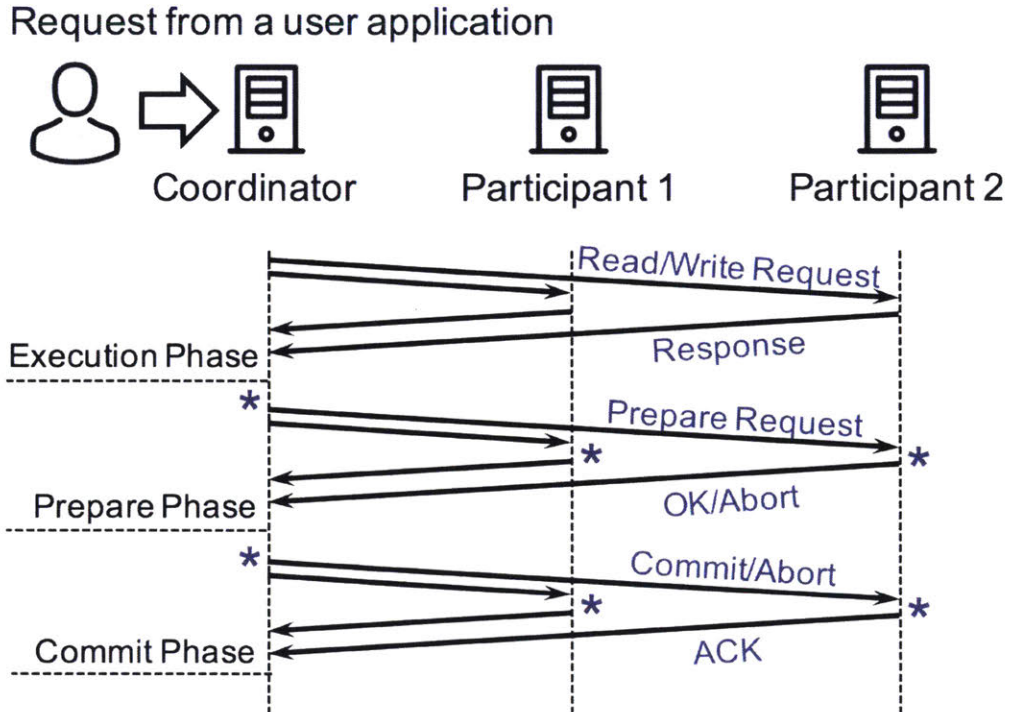 Request from a user application
Coordinator
Participant 1
Participant 2
Read/Write Request
Response
Execution Phase
*
Prepare Request
* *
OK/Abort
Prepare Phase
*
Commit/Abort
* *
ACK
Commit Phase